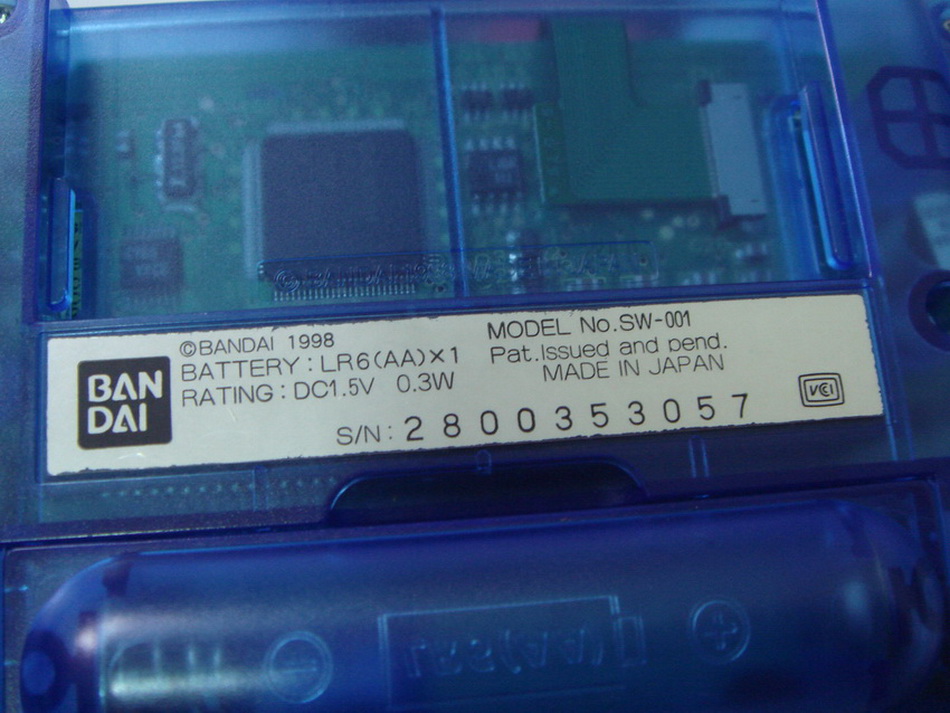 BAN
DAI
©BANDAI 1998
BATTERY : LR6(AA)×1
RATING : DC1.5V 0.3W
MODEL No. SW-001
Pat. Issued and pend.
MADE IN JAPAN
S/N : 2800353057
VCI